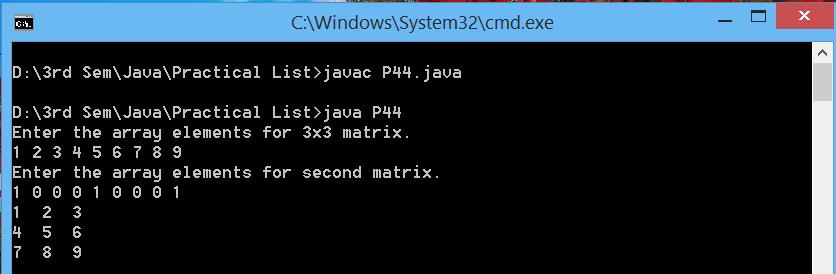 C:\Windows\System32\cmd.exe
D:\3rd Sem\Java\Practical List>javac P44.java
D:\3rd Sem\Java\Practical List>java P44
Enter the array elements for 3x3 matrix.
1 2 3 4 5 6 7 8 9
Enter the array elements for second matrix.
1 0 0 0 1 0 0 0 1
1  2  3
4  5  6
7  8  9